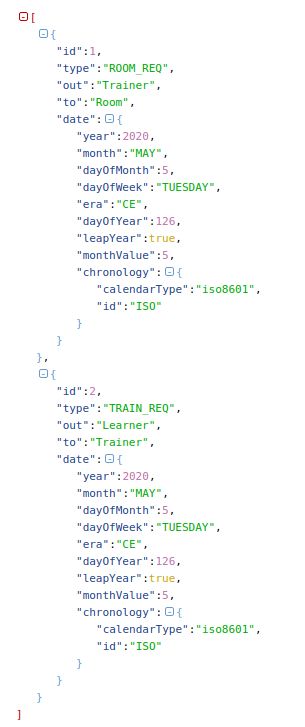 [
{
"id":1,
"type":"ROOM_REQ",
"out":"Trainer",
"to":"Room",
"date":{
"year":2020,
"month":"MAY",
"dayOfMonth":5,
"dayOfWeek":"TUESDAY",
"era":"CE",
"dayOfYear":126,
"leapYear":true,
"monthValue":5,
"chronology":{
"calendarType":"iso8601",
"id":"ISO"
}
}
},
{
"id":2,
"type":"TRAIN_REQ",
"out":"Learner",
"to":"Trainer",
"date":{
"year":2020,
"month":"MAY",
"dayOfMonth":5,
"dayOfWeek":"TUESDAY",
"era":"CE",
"dayOfYear":126,
"leapYear":true,
"monthValue":5,
"chronology":{
"calendarType":"iso8601",
"id":"ISO"
}
}
}
]